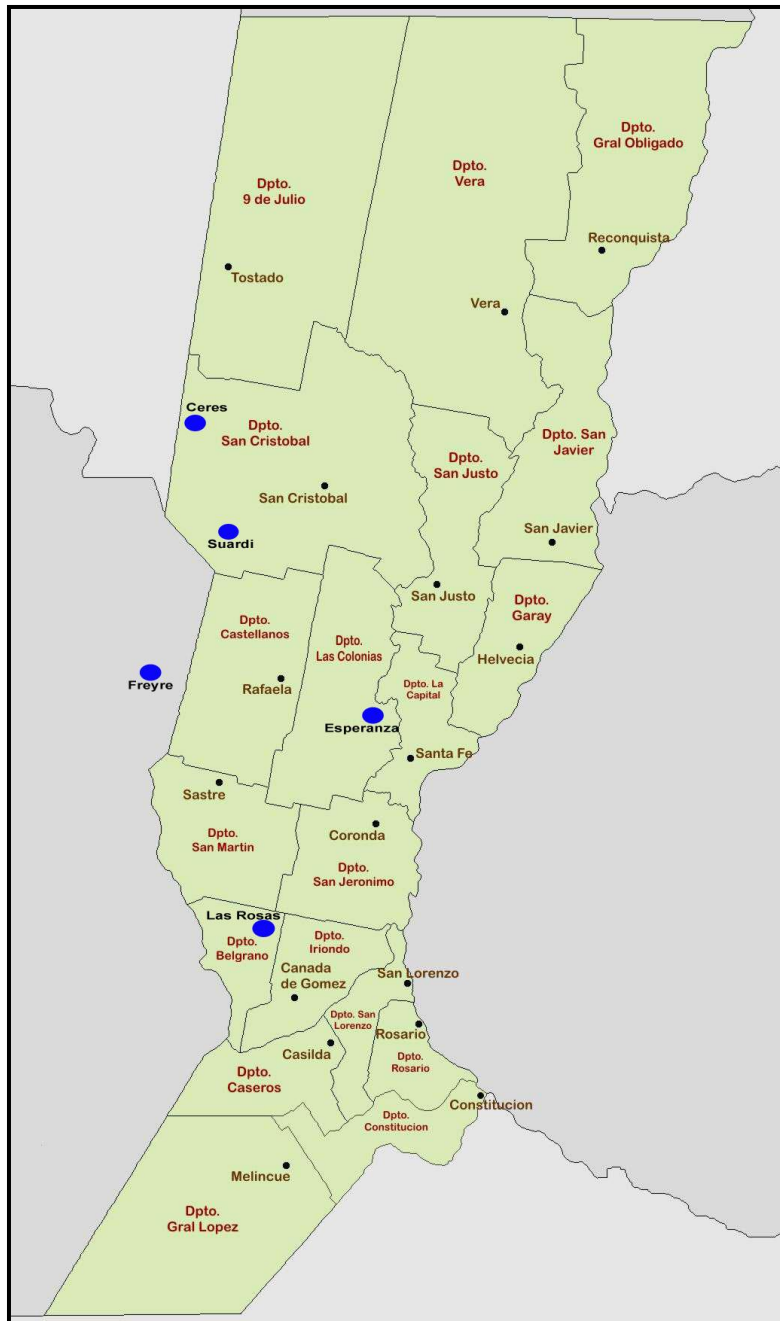 Dpto.
Gral Obligado
Dpto.
Vera
Dpto.
9 de Julio
Reconquista
Tostado
Vera
Ceres
Dpto.
San Cristobal
Dpto. San
Javier
Dpto.
San Justo
San Cristobal
San Javier
Suardi
San Justo
Dpto.
Garay
Dpto.
Castellanos
Dpto.
Las Colonias
Helvecia
Dpto. La
Capital
Freyre
Rafaela
Esperanza
Santa Fe
Sastre
Coronda
Dpto.
San Martin
Dpto.
San Jeronimo
Las Rosas
Dpto.
Belgrano
Dpto.
Iriondo
Canada
de Gomez
San Lorenzo
Dpto. San
Lorenzo
Rosario
Casilda
Dpto.
Rosario
Dpto.
Caseros
Constitucion
Dpto.
Constitucion
Melincue
Dpto.
Gral Lopez